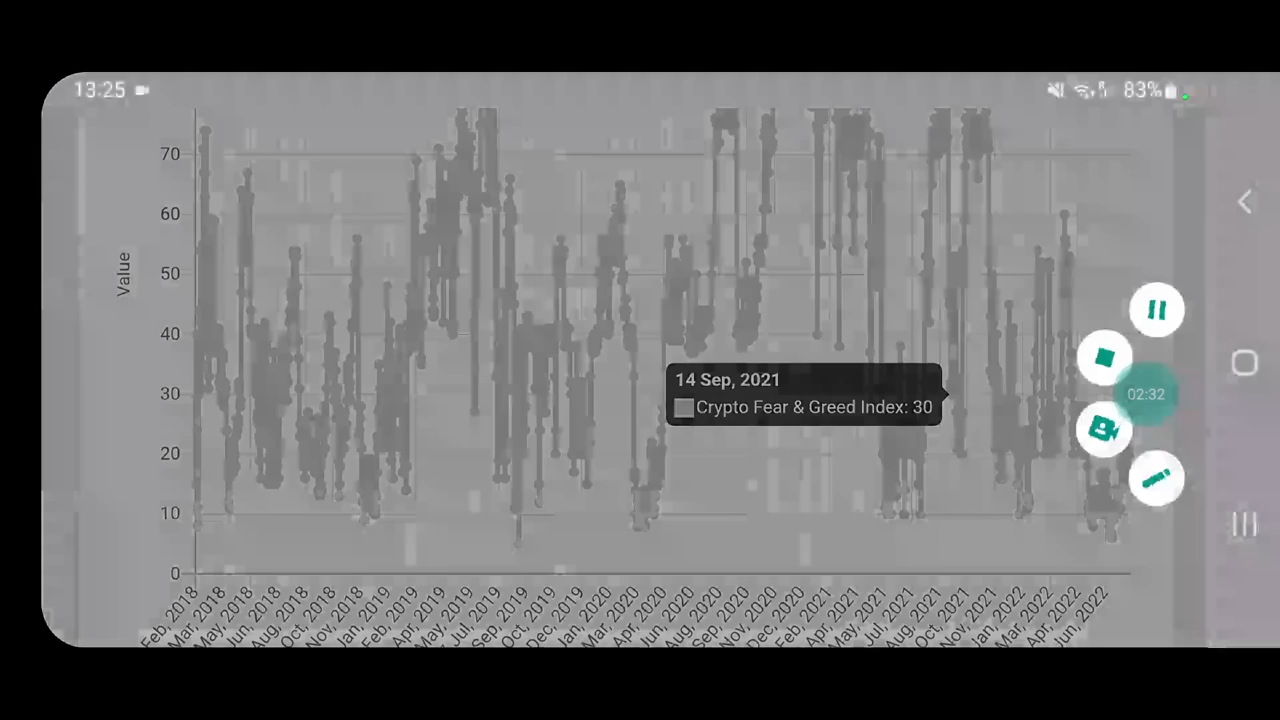 13:25
83%
70
60
50
40
30
20
10
0
Value
14 Sep, 2021
Crypto Fear & Greed Index: 30
02:32
Feb, 2018
Mar, 2018
May, 2018
Jun, 2018
Aug, 2018
Oct, 2018
Nov, 2018
Jan, 2019
Feb, 2019
Apr, 2019
May, 2019
Jul, 2019
Sep, 2019
Oct, 2019
Dec, 2019
Jan, 2020
Mar, 2020
Apr, 2020
Jun, 2020
Aug, 2020
Sep, 2020
Nov, 2020
Dec, 2020
Feb, 2021
Apr, 2021
May, 2021
Jul, 2021
Aug, 2021
Oct, 2021
Nov, 2021
Jan, 2022
Mar, 2022
Apr, 2022
Jun, 2022